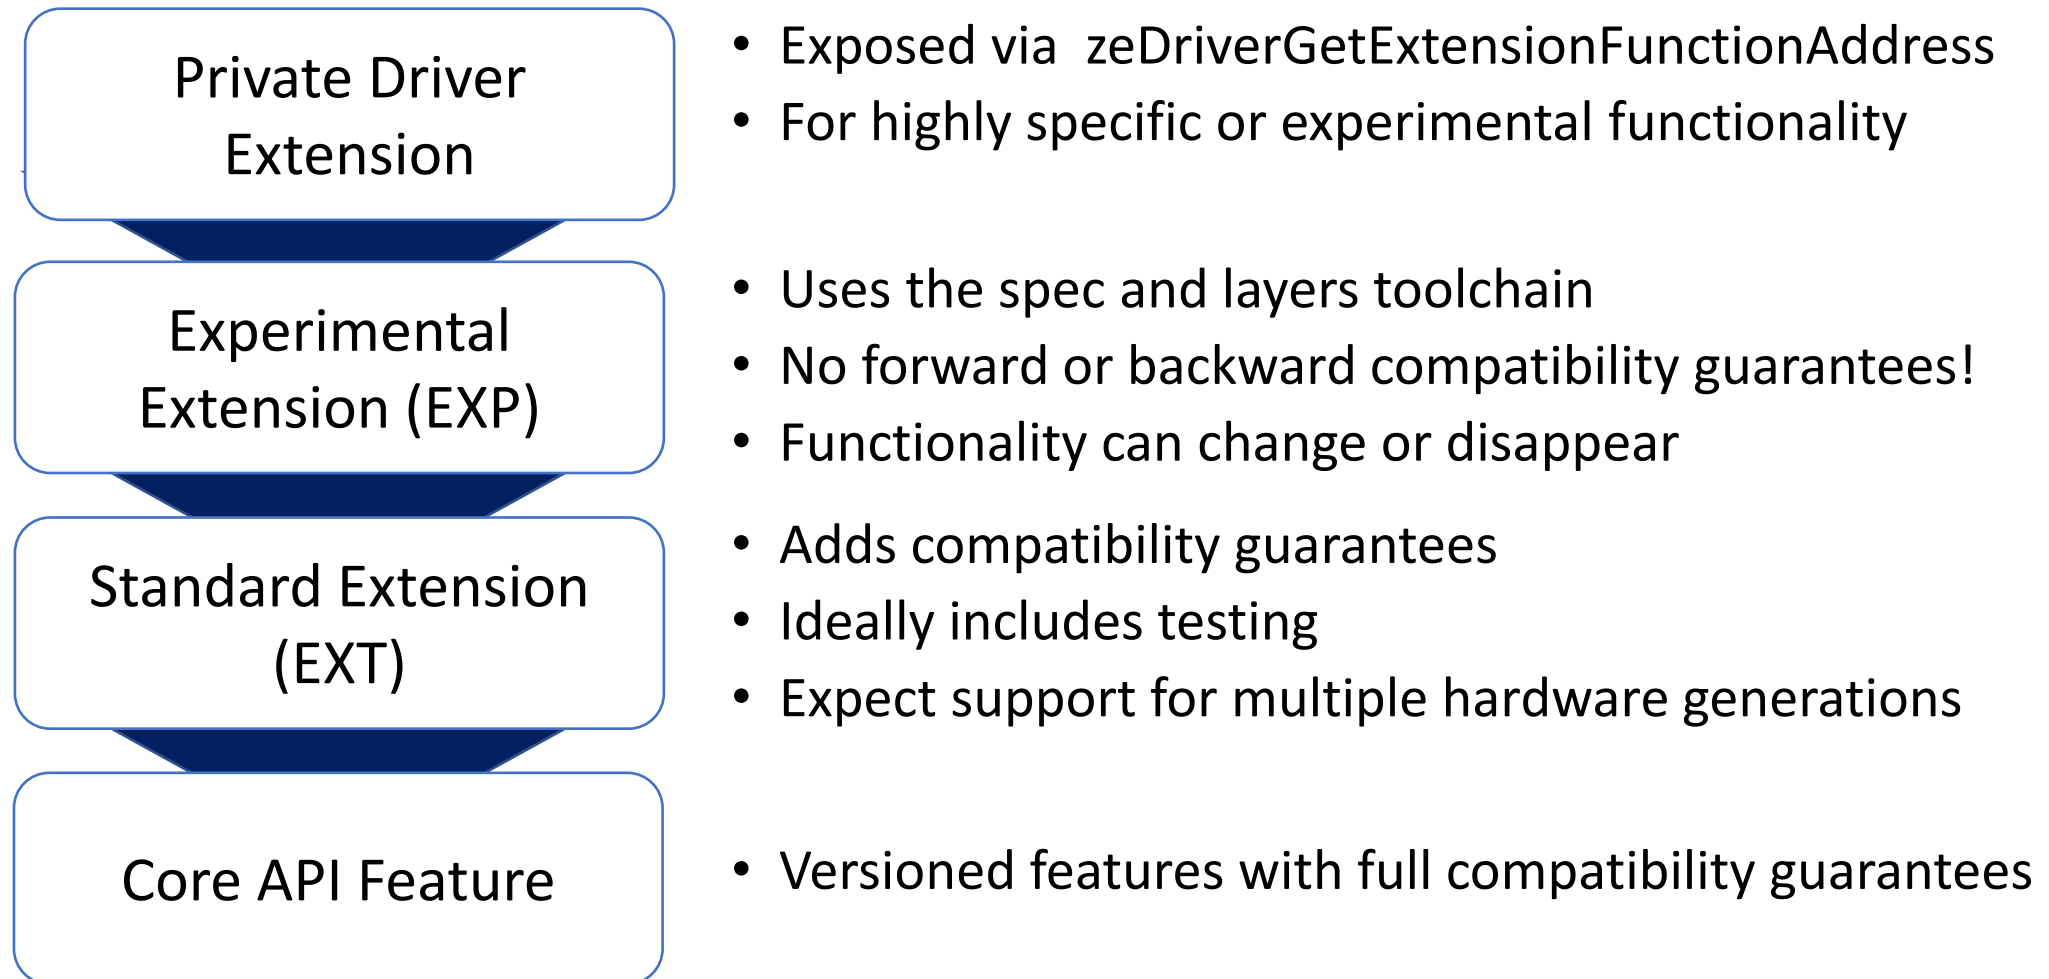 Private Driver
Extension
• Exposed via  zeDriverGetExtensionFunctionAddress
• For highly specific or experimental functionality
Experimental
Extension (EXP)
• Uses the spec and layers toolchain
• No forward or backward compatibility guarantees!
• Functionality can change or disappear
Standard Extension
(EXT)
• Adds compatibility guarantees
• Ideally includes testing
• Expect support for multiple hardware generations
Core API Feature
• Versioned features with full compatibility guarantees